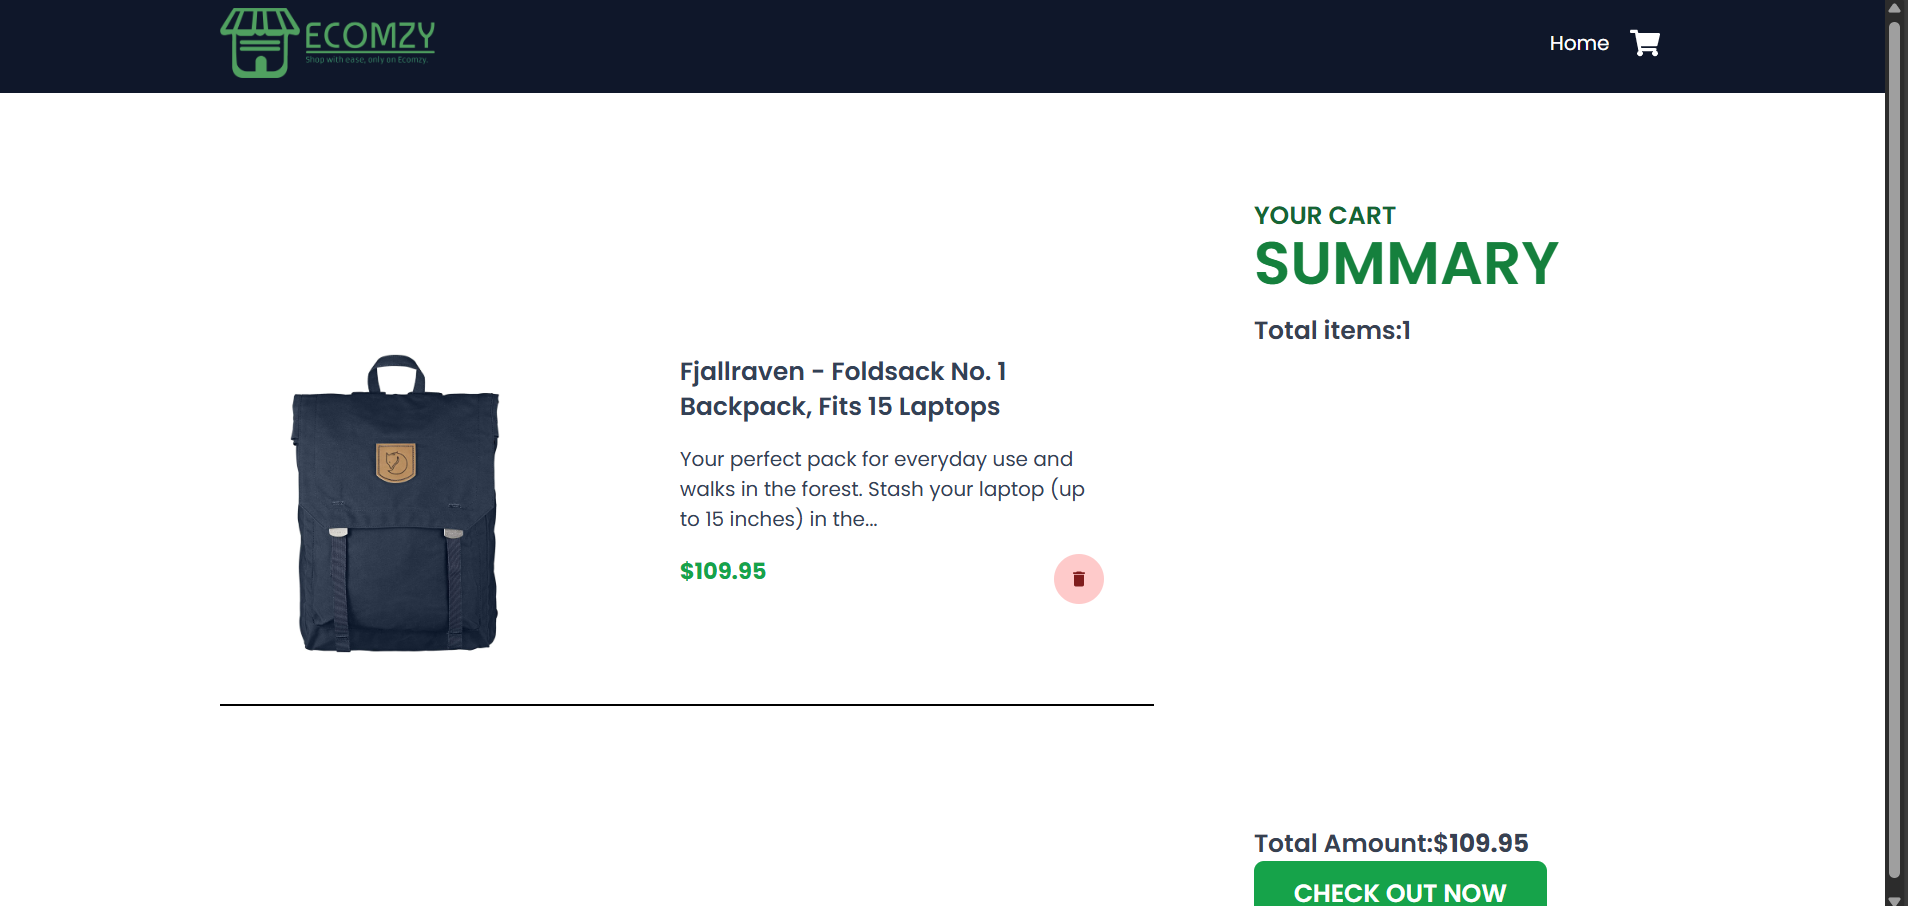 ECOMZY
Shop with ease, only on Ecomzy.
Home
YOUR CART
SUMMARY
Total items:1
Fjallraven - Foldsack No. 1
Backpack, Fits 15 Laptops
Your perfect pack for everyday use and
walks in the forest. Stash your laptop (up
to 15 inches) in the...
$109.95
Total Amount:$109.95
CHECK OUT NOW